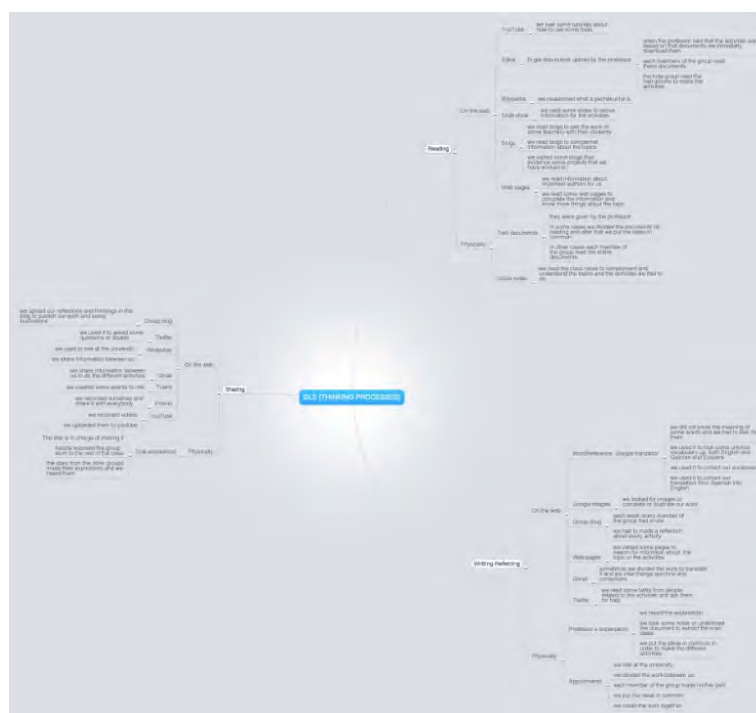 YouTube
we saw some tutorials about
how to use some tools
to get documents upload by the professor
when the professor said that the activities was
based on that documents we
download them
each members of the group read
these documents
the hole group read the
instructions to make the
activities
On the web
Wikipedia
we researched what a
Slide share
we read some slides to
information for the activities
Reading
Blogs
we read blogs to see the work of
some teachers with their students
we read blogs to
information about the topics
we visited some blogs that
evidence some projects that we
have worked on
Web pages
we read information about
important authors for us
we read some web pages to
complete the information and
know more things about the topic
Physically
Text documents
they were given by the professor
in some cases we divided the documents for
reading and after that we put the ideas in
common
in other cases each member of
the group read the entire
documents
Class notes
we read the class notes to complement and
understand the topics and the activities we had to
do
we upload our reflections and thinkings in the
blog to publish our work and using
illustrations
Group blog
we used it to asked some
questions or doubts
Twitter
we used to met at the university
WhatsApp
we share information between us
On the web
we share information between
us to do the different activities
Gmail
we created some events to met
Tuenti
we recorded ourselves and
share it with everybody
we recorded videos
YouTube
we uploaded them to youtube
Sharing
PLE (THINKING PROCESSES)
The star is in charge of making it
he/she exposed the group
work to the rest of the class
Oral expositions
Physically
the stars from the other groups
made their expositions and we
heard them
we did not know the meaning of
some words and we had to look for
them
WordReference Google translator
we used it to look some unknow
vocabulary up, both English and
Spanish and Euskera
we used it to correct our vocabulary
we used it to correct our
translations from Spanish into
English
On the web
Google images
we looked for images to
complete or illustrate our work
Group Blog
each week every member of
the group had a role
we had to made a reflection
about every activity
Web pages
we visited some pages to
search for information about the
topic or the activities
Writing Reflecting
Gmail
sometimes we divided the work to translate
it and we interchange opinions and
corrections
Twitter
we read some twitts from people
related to the activities and ask them
for help
Professor's explanation
we heard the explanation
we took some notes or underlined
the document to extract the main
ideas
we put the ideas in common in
order to make the different
activities
Physically
Appointments
we met at the university
we divided the work between us
each member of the group made his/her part
we put the ideas in common
we made the work together